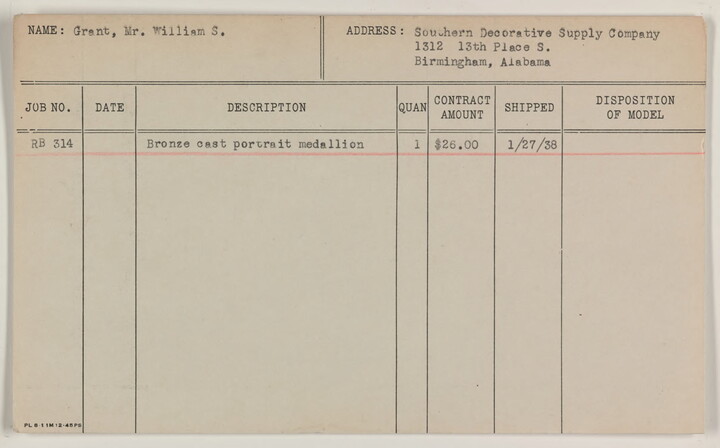 NAME: Grant, Mr. William S.
ADDRESS: Southern Decorative Supply Company
1312 13th Place S.
Birmingham, Alabama
JOB NO. DATE DESCRIPTION QUAN CONTRACT AMOUNT SHIPPED DISPOSITION OF MODEL
RB 314 Bronze cast portrait medallion 1 $26.00 1/27/38